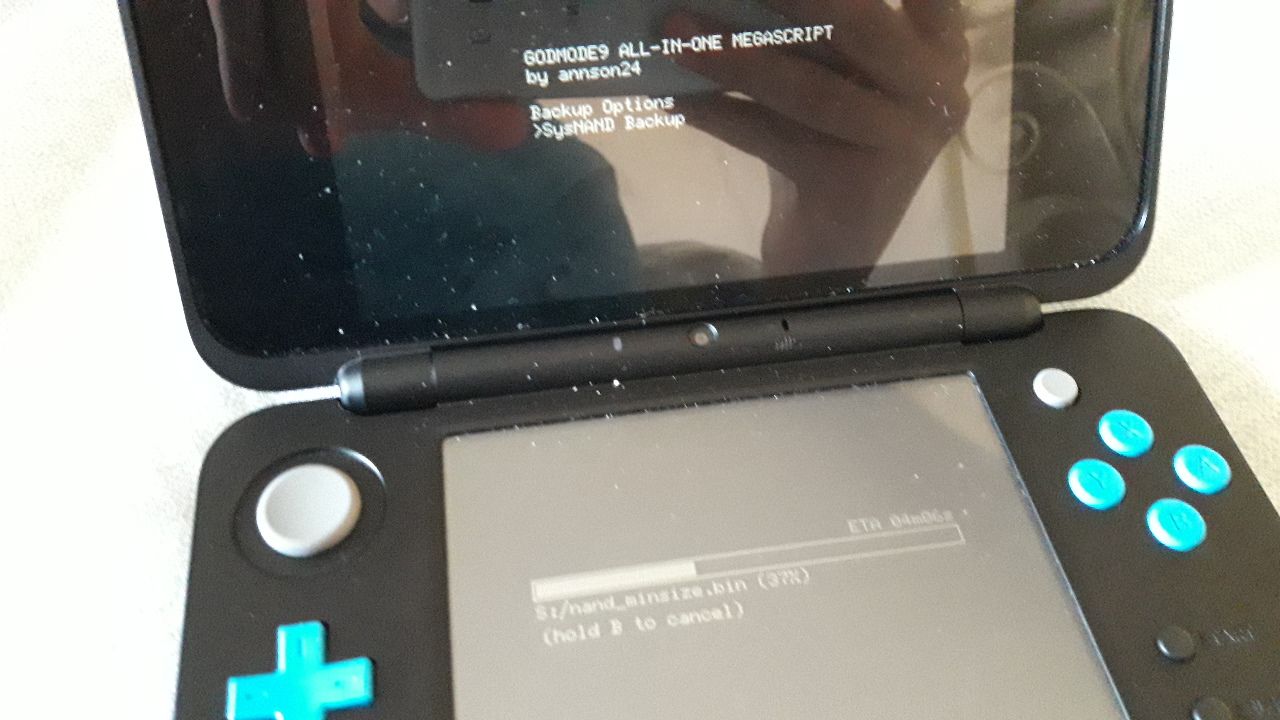 GODMODE9 ALL-IN-ONE MEGASCRIPT
by annson24
Backup Options
>SysNAND Backup
ETA 04m06s
S:/nand_minsize.bin (37%)
(hold B to cancel)
X
Y
A
B